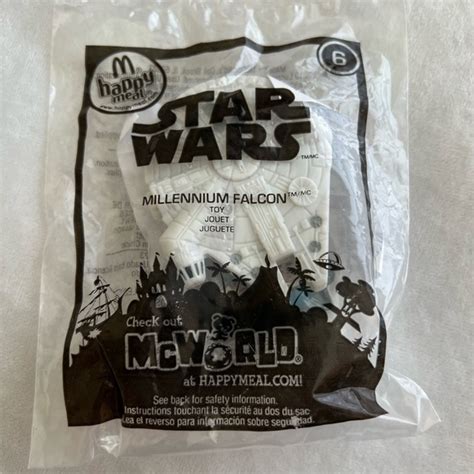 happy
meal
6
STAR
WARS TM/MC
MILLENNIUM FALCON TM/MC
TOY
JOUET
JUGUETE
Check out
McWORLD®
at HAPPYMEAL.COM!
See back for safety information.
Instructions touchant la sécurité au dos du sac.
Lea el reverso para información sobre seguridad.